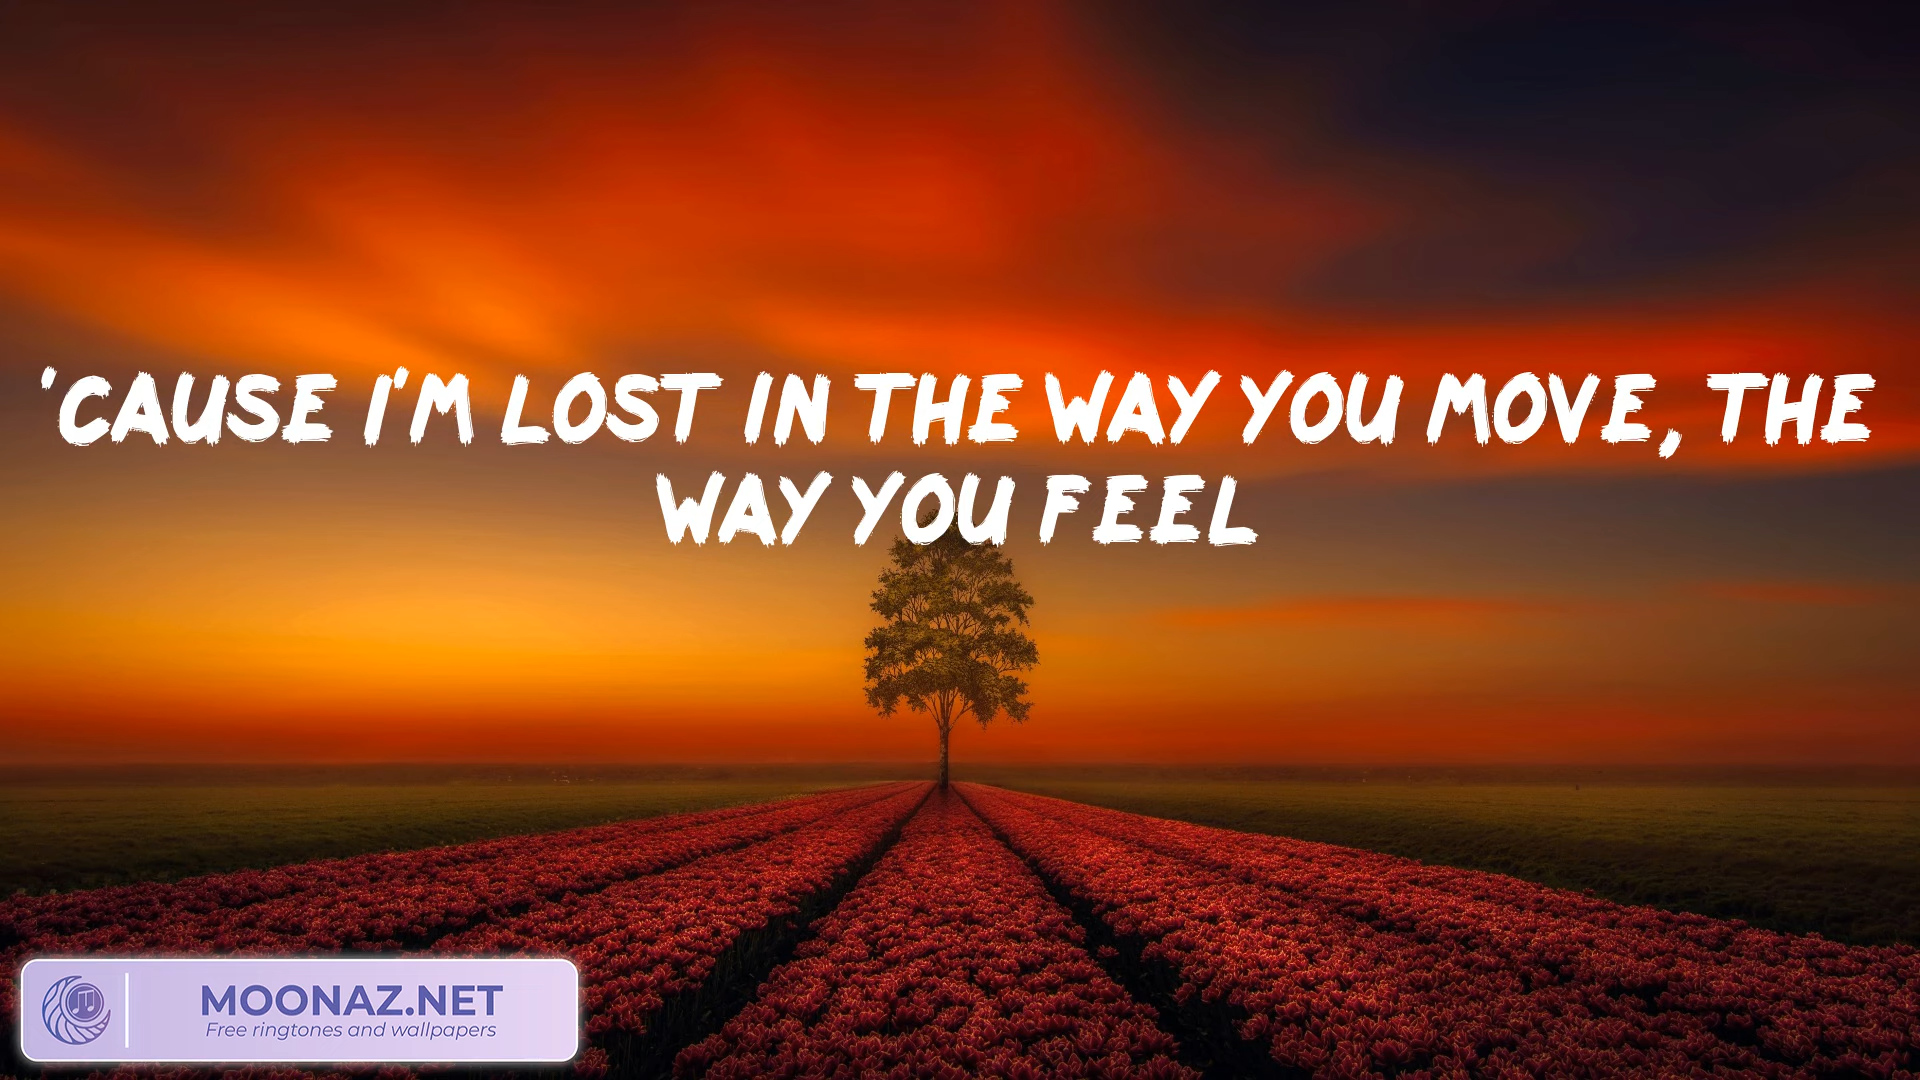 'CAUSE I'M LOST IN THE WAY YOU MOVE, THE
WAY YOU FEEL
MOONAZ.NET
Free ringtones and wallpapers